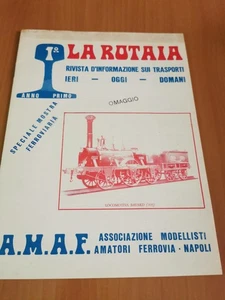 1ª
LA ROTAIA
RIVISTA D'INFORMAZIONE SUI TRASPORTI
IERI - OGGI - DOMANI
ANNO PRIMO
OMAGGIO
SPECIALE MOSTRA
FERROVIARIA
A.M.A.F. ASSOCIAZIONE MODELLISTI
AMATORI FERROVIA - NAPOLI